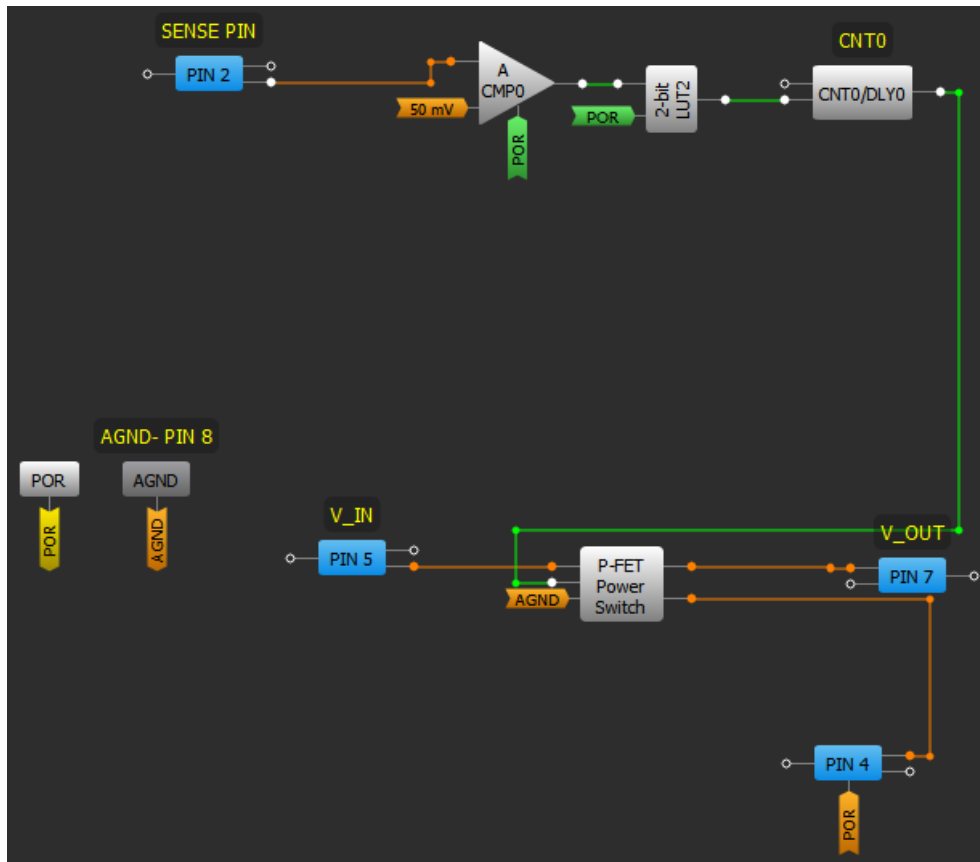 SENSE PIN
PIN 2
50 mV
A
CMP0
POR
POR
2-bit
LUT2
CNT0
CNT0/DLY0
AGND- PIN 8
POR
POR
AGND
AGND
V_IN
PIN 5
AGND
P-FET
Power
Switch
V_OUT
PIN 7
PIN 4
POR